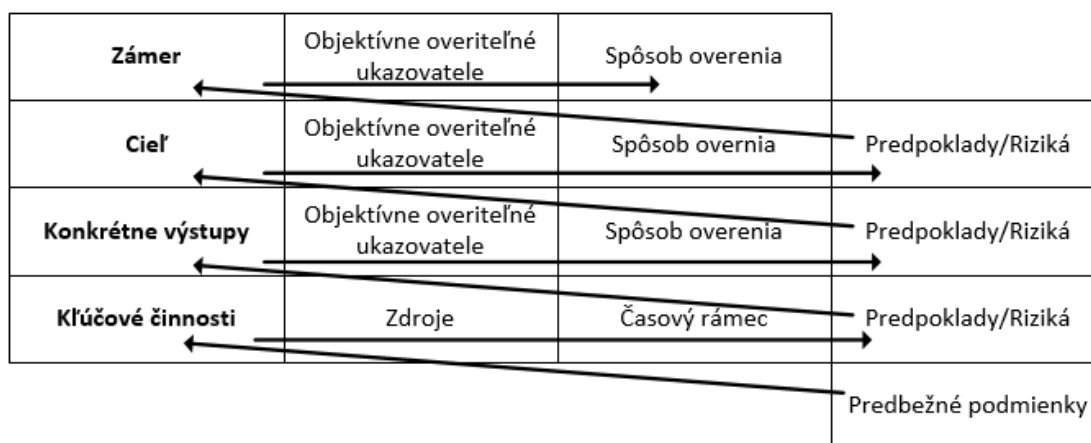 Zámer
Objektívne overiteľné
ukazovatele
Spôsob overenia
Cieľ
Objektívne overiteľné
ukazovatele
Spôsob overnia
Predpoklady/Riziká
Konkrétne výstupy
Objektívne overiteľné
ukazovatele
Spôsob overenia
Predpoklady/Riziká
Kľúčové činnosti
Zdroje
Časový rámec
Predpoklady/Riziká
Predbežné podmienky